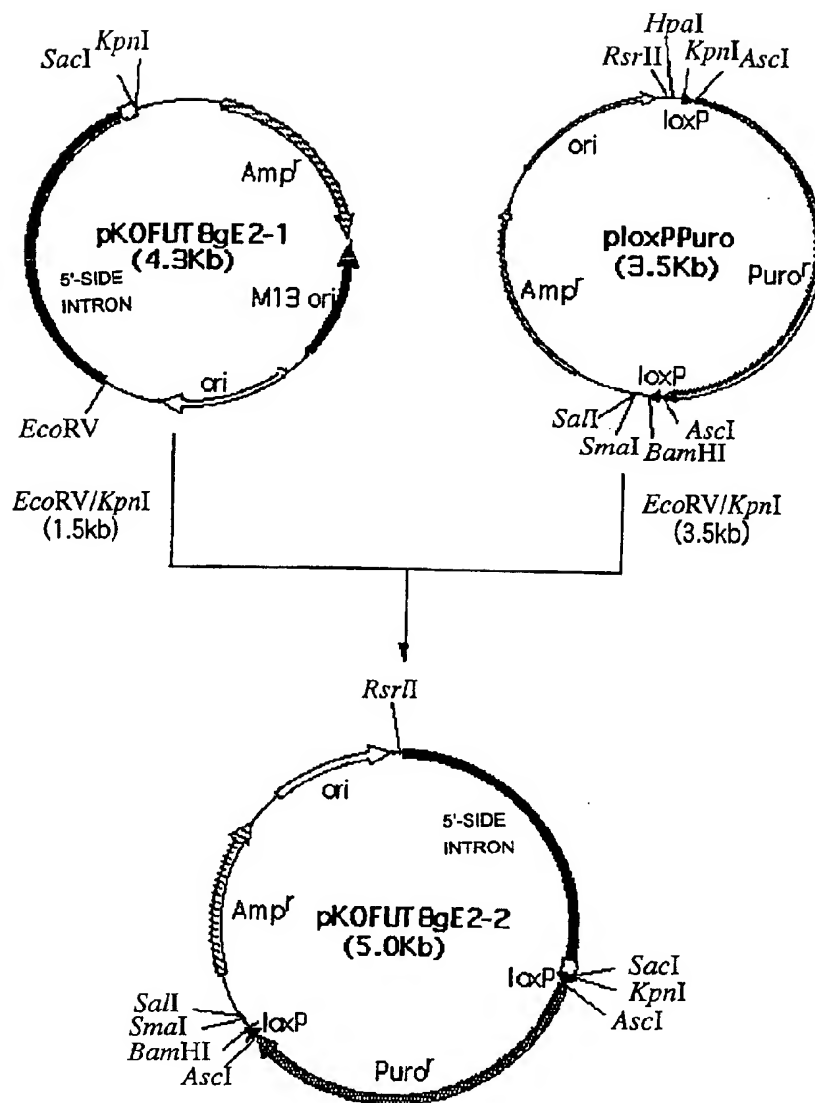 SacI
KpnI
Ampʳ
pKOFUT8gE2-1
(4.3Kb)
5'-SIDE
INTRON
M13 ori
ori
EcoRV
EcoRV/KpnI
(1.5kb)
HpaI
RsrII
KpnI
AscI
loxP
ori
ploxPPuro
(3.5Kb)
Puroʳ
Ampʳ
loxP
SalI
SmaI
BamHI
AscI
EcoRV/KpnI
(3.5kb)
RsrII
ori
5'-SIDE
INTRON
Ampʳ
pKOFUT8gE2-2
(5.0Kb)
loxP
SacI
KpnI
AscI
SalI
SmaI
BamHI
AscI
loxP
Puroʳ